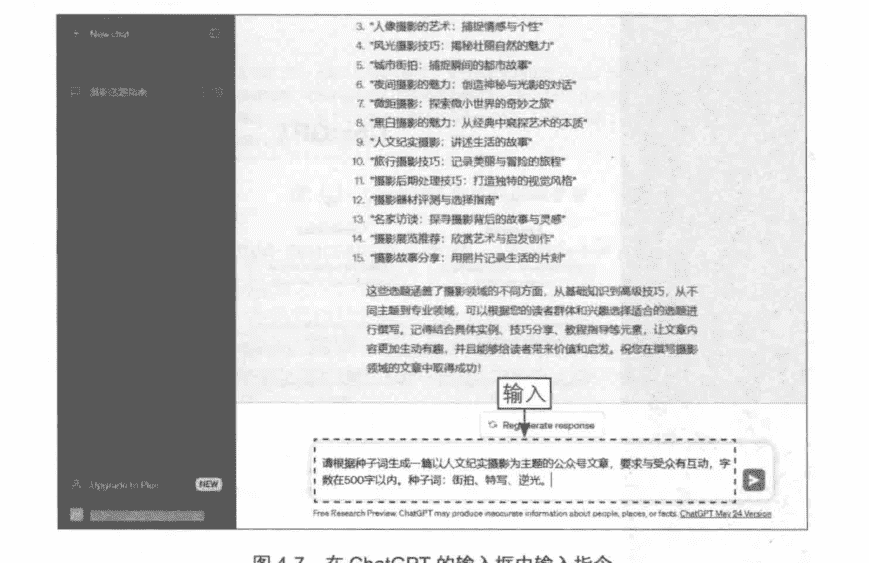 New chat
摄影选题指南
3. "人像摄影的艺术：捕捉情感与个性"
4. "风光摄影技巧：揭秘壮丽自然的魅力"
5. "城市街拍：捕捉瞬间的都市故事"
6. "夜间摄影的魅力：创造神秘与光影的对话"
7. "微距摄影：探索微小世界的奇妙之旅"
8. "黑白摄影的魅力：从经典中窥探艺术的本质"
9. "人文纪实摄影：讲述生活的故事"
10. "旅行摄影技巧：记录美丽与冒险的旅程"
11. "摄影后期处理技巧：打造独特的视觉风格"
12. "摄影器材评测与选择指南"
13. "名家访谈：探寻摄影背后的故事与灵感"
14. "摄影展览推荐：欣赏艺术与启发创作"
15. "摄影故事分享：用照片记录生活的片刻"
这些选题涵盖了摄影领域的不同方面，从基础知识到高级技巧，从不
同主题到专业领域，可以根据您的读者群体和兴趣选择适合的选题进
行撰写。记得结合具体实例、技巧分享、教程指导等元素，让文章内
容更加生动有趣，并且能够给读者带来价值和启发。祝您在撰写摄影
领域的文章中取得成功！
输入
Regenerate response
请根据种子词生成一篇以人文纪实摄影为主题的公众号文章，要求与受众有互动，字
数在500字以内。种子词：街拍、特写、逆光。
Upgrade to Plus
NEW
Free Research Preview. ChatGPT may produce inaccurate information about people, places, or facts. ChatGPT May 24 Version
图 4-7 在 ChatGPT 的输入框中输入指令